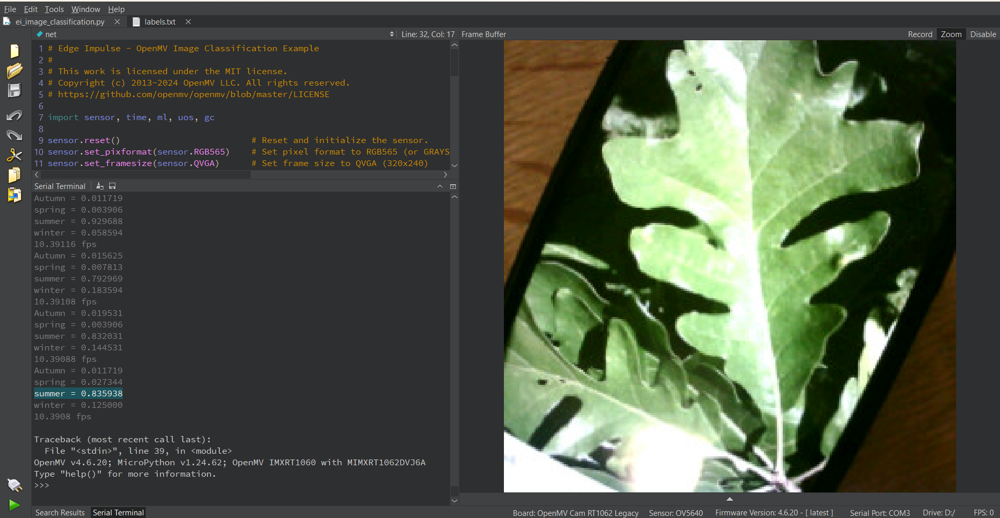 File Edit Tools Window Help
ei_image_classification.py labels.txt
net Line: 32, Col: 17 Frame Buffer Record Zoom Disable
1 # Edge Impulse - OpenMV Image Classification Example
2 #
3 # This work is licensed under the MIT license.
4 # Copyright (c) 2013-2024 OpenMV LLC. All rights reserved.
5 # https://github.com/openmv/openmv/blob/master/LICENSE
6
7 import sensor, time, ml, uos, gc
8
9 sensor.reset() # Reset and initialize the sensor.
10 sensor.set_pixformat(sensor.RGB565) # Set pixel format to RGB565 (or GRAYS
11 sensor.set_framesize(sensor.QVGA) # Set frame size to QVGA (320x240)
Serial Terminal
Autumn = 0.011719
spring = 0.003906
summer = 0.929688
winter = 0.058594
10.39116 fps
Autumn = 0.015625
spring = 0.007813
summer = 0.792969
winter = 0.183594
10.39108 fps
Autumn = 0.019531
spring = 0.003906
summer = 0.832031
winter = 0.144531
10.39088 fps
Autumn = 0.011719
spring = 0.027344
summer = 0.835938
winter = 0.125000
10.3908 fps
Traceback (most recent call last):
File "<stdin>", line 39, in <module>
OpenMV v4.6.20; MicroPython v1.24.62; OpenMV IMXRT1060 with MIMXRT1062DVJ6A
Type "help()" for more information.
>>>
Search Results Serial Terminal Board: OpenMV Cam RT1062 Legacy Sensor: OV5640 Firmware Version: 4.6.20 - [ latest ] Serial Port: COM3 Drive: D:/ FPS: 0